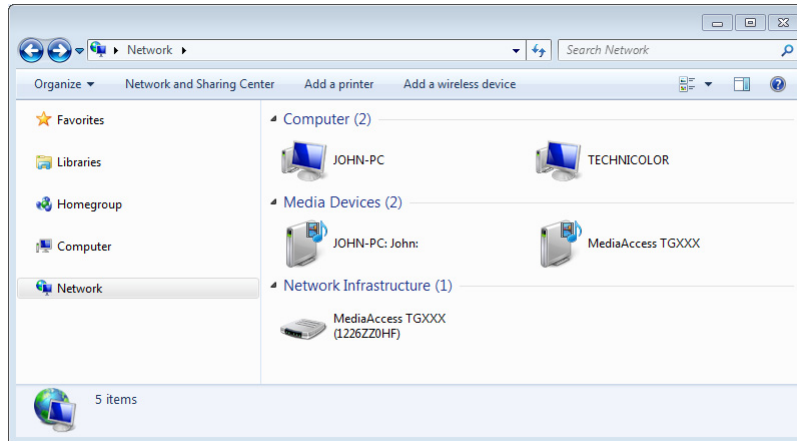 Network
Search Network
Organize
Network and Sharing Center
Add a printer
Add a wireless device
Favorites
Libraries
Homegroup
Computer
Network
Computer (2)
JOHN-PC
TECHNICOLOR
Media Devices (2)
JOHN-PC: John:
MediaAccess TGXXX
Network Infrastructure (1)
MediaAccess TGXXX
(1226ZZ0HF)
5 items